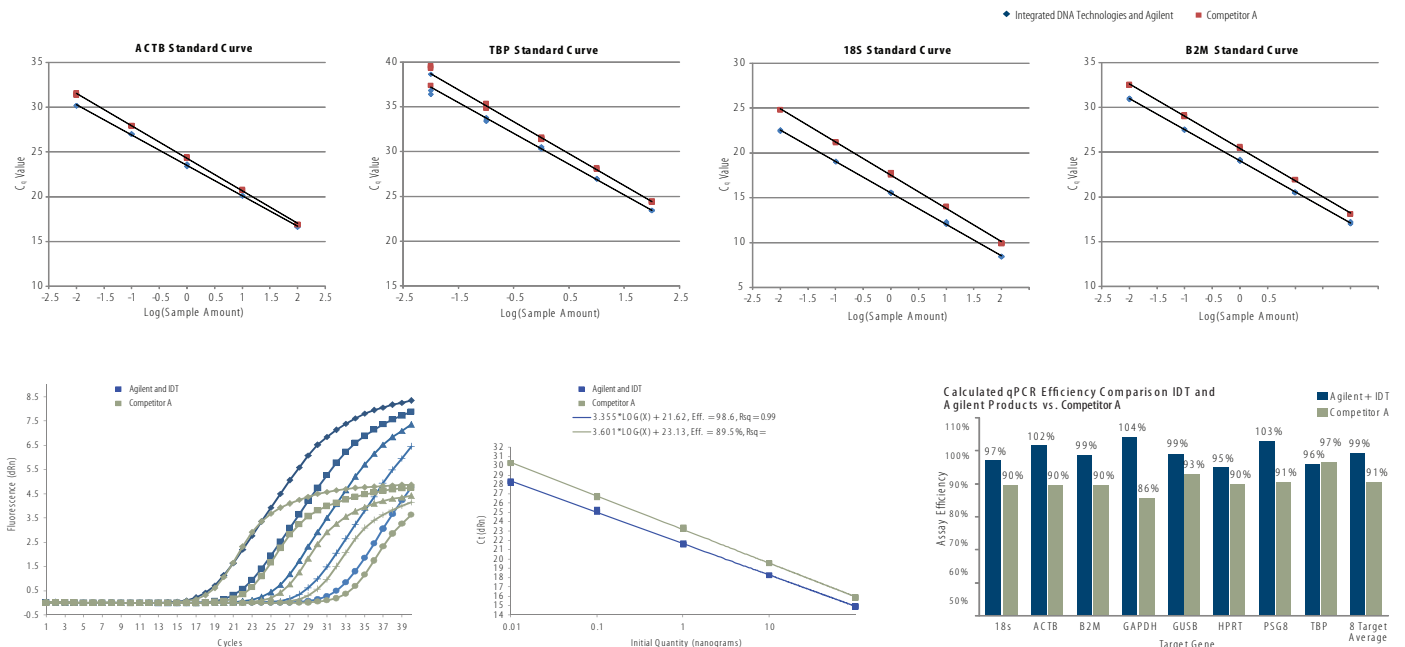 Integrated DNA Technologies and Agilent Competitor A
ACTB Standard Curve
35
30
25
20
15
10
Cq Value
-2.5 -2 -1.5 -1 -0.5 0 0.5 1 1.5 2 2.5
Log(Sample Amount)
TBP Standard Curve
40
35
30
25
20
15
Cq Value
-2.5 -1.5 -0.5 0.5 1.5 2.5
Log(Sample Amount)
18S Standard Curve
30
25
20
15
10
5
Cq Value
-2.5 -2 -1.5 -1 -0.5 0 0.5 1 1.5 2
Log(Sample Amount)
B2M Standard Curve
35
30
25
20
15
10
Cq Value
-2.5 -2 -1.5 -1 -0.5 0 0.5
Log(Sample Amount)
Agilent and IDT
Competitor A
8.5
7.5
6.5
5.5
4.5
3.5
2.5
1.5
0.5
-0.5
Fluorescence (dRn)
1 3 5 7 9 11 13 15 17 19 21 23 25 27 29 31 33 35 37 39
Cycles
Agilent and IDT
Competitor A
3.355*LOG(X) + 21.62, Eff. = 98.6, Rsq = 0.99
3.601*LOG(X) + 23.13, Eff. = 89.5%, Rsq =
32
31
30
29
28
27
26
25
24
23
22
21
20
19
18
17
16
15
14
Ct (dRn)
0.01 0.1 1 10
Initial Quantity (nanograms)
Calculated qPCR Efficiency Comparison IDT and
Agilent Products vs. Competitor A
Agilent + IDT
Competitor A
110%
100%
90%
80%
70%
60%
50%
Assay Efficiency
97% 90% 102% 90% 99% 90% 104% 86% 99% 93% 95% 90% 103% 91% 96% 97% 99% 91%
18s ACTB B2M GAPDH GUSB HPRT PSG8 TBP 8 Target
Average
Target Gene